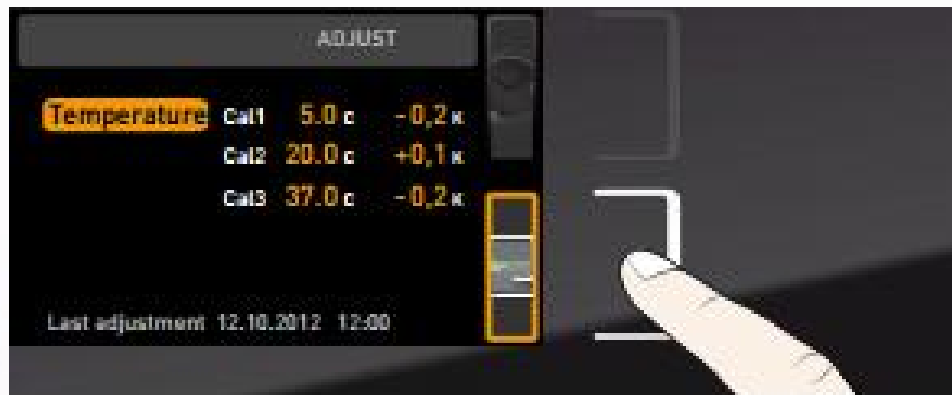 ADJUST
Temperature Cal1 5.0 c -0,2 K
Cal2 20.0 c +0,1 K
Cal3 37.0 c -0,2 K
Last adjustment 12.10.2012 12:00